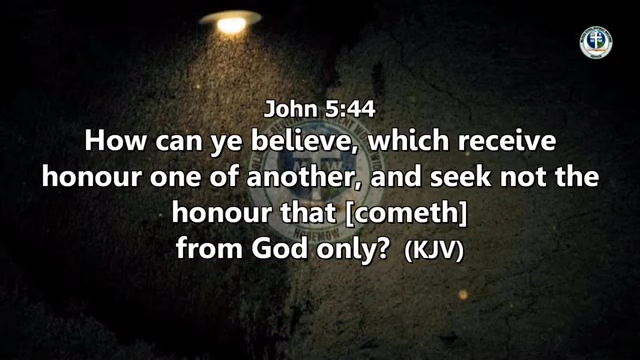 John 5:44
How can ye believe, which receive
honour one of another, and seek not the
honour that [cometh]
from God only? (KJV)